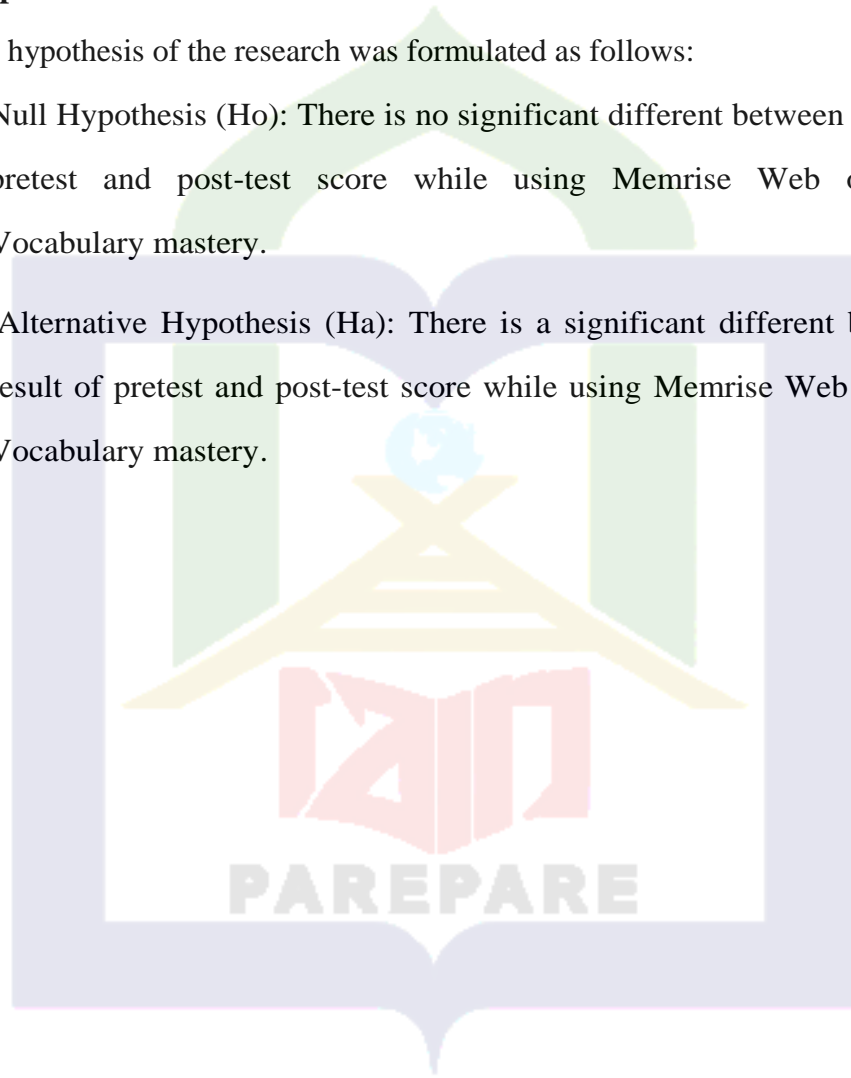 hypothesis of the research was formulated as follows:
Null Hypothesis (Ho): There is no significant different between
pretest and post-test score while using Memrise Web
Vocabulary mastery.
Alternative Hypothesis (Ha): There is a significant different
result of pretest and post-test score while using Memrise Web
Vocabulary mastery.
PAREPARE